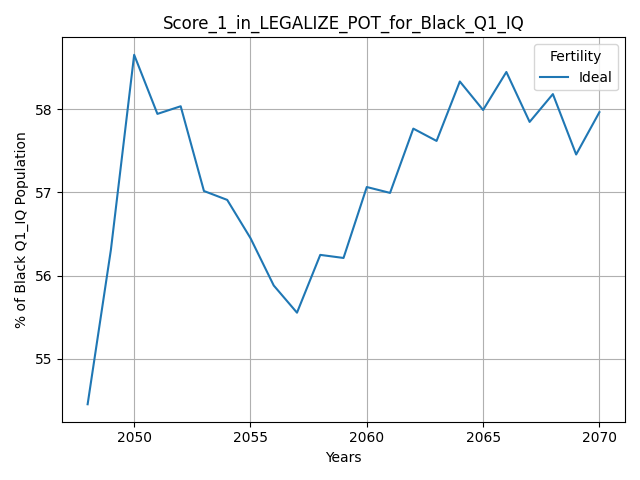 Score_1_in_LEGALIZE_POT_for_Black_Q1_IQ
Fertility
Ideal
% of Black Q1_IQ Population
58
57
56
55
2050 2055 2060 2065 2070
Years